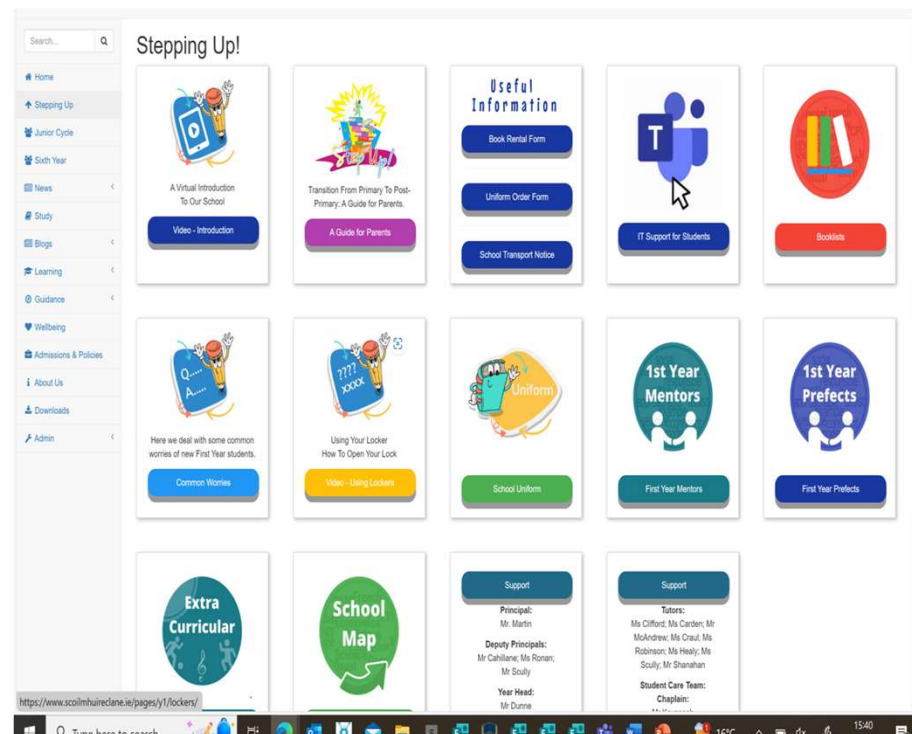 Search...
Home
Stepping Up
Junior Cycle
Sixth Year
News
Study
Blogs
Learning
Guidance
Wellbeing
Admissions & Policies
About Us
Downloads
Admin
Stepping Up!
A Virtual Introduction
To Our School
Video - Introduction
Step Up!
Transition From Primary To Post-
Primary: A Guide for Parents.
A Guide for Parents
Useful
Information
Book Rental Form
Uniform Order Form
School Transport Notice
T
IT Support for Students
Booklists
Q....
A.....
Here we deal with some common
worries of new First Year students.
Common Worries
????
XXXX
Using Your Locker
How To Open Your Lock
Video - Using Lockers
Uniform
School Uniform
1st Year
Mentors
First Year Mentors
1st Year
Prefects
First Year Prefects
Extra
Curricular
School
Map
Support
Principal:
Mr. Martin
Deputy Principals:
Mr Cahillane; Ms Ronan;
Mr Scully
Year Head:
Mr Dunne
Support
Tutors:
Ms Clifford; Ms Carden; Mr
McAndrew; Ms Craul; Ms
Robinson; Ms Healy; Ms
Scully; Mr Shanahan
Student Care Team:
Chaplain:
https://www.scoilmhuireclane.ie/pages/y1/lockers/
Type here to search
16°C
15:40